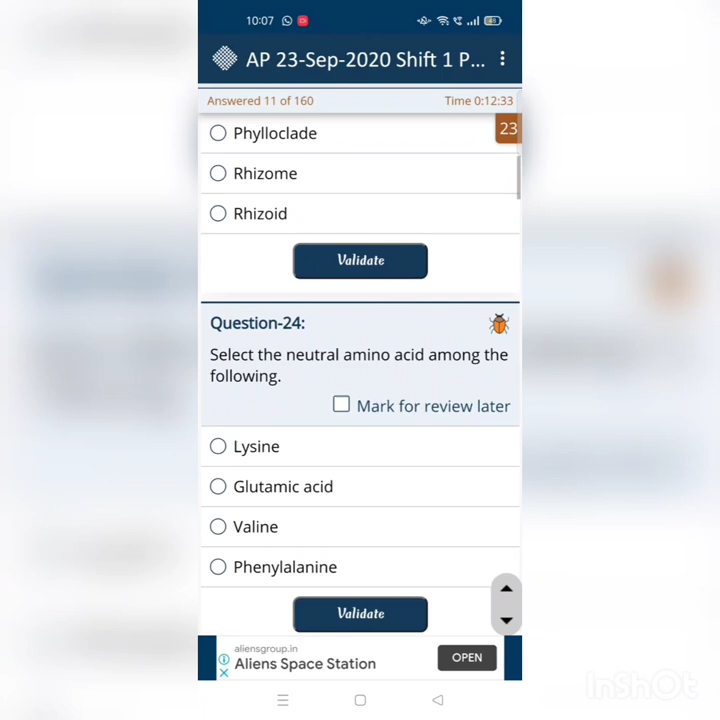 10:07
AP 23-Sep-2020 Shift 1 P...
Answered 11 of 160 Time 0:12:33
23
Phylloclade
Rhizome
Rhizoid
Validate
Question-24:
Select the neutral amino acid among the
following.
Mark for review later
Lysine
Glutamic acid
Valine
Phenylalanine
Validate
aliensgroup.in
Aliens Space Station
OPEN
InShOt